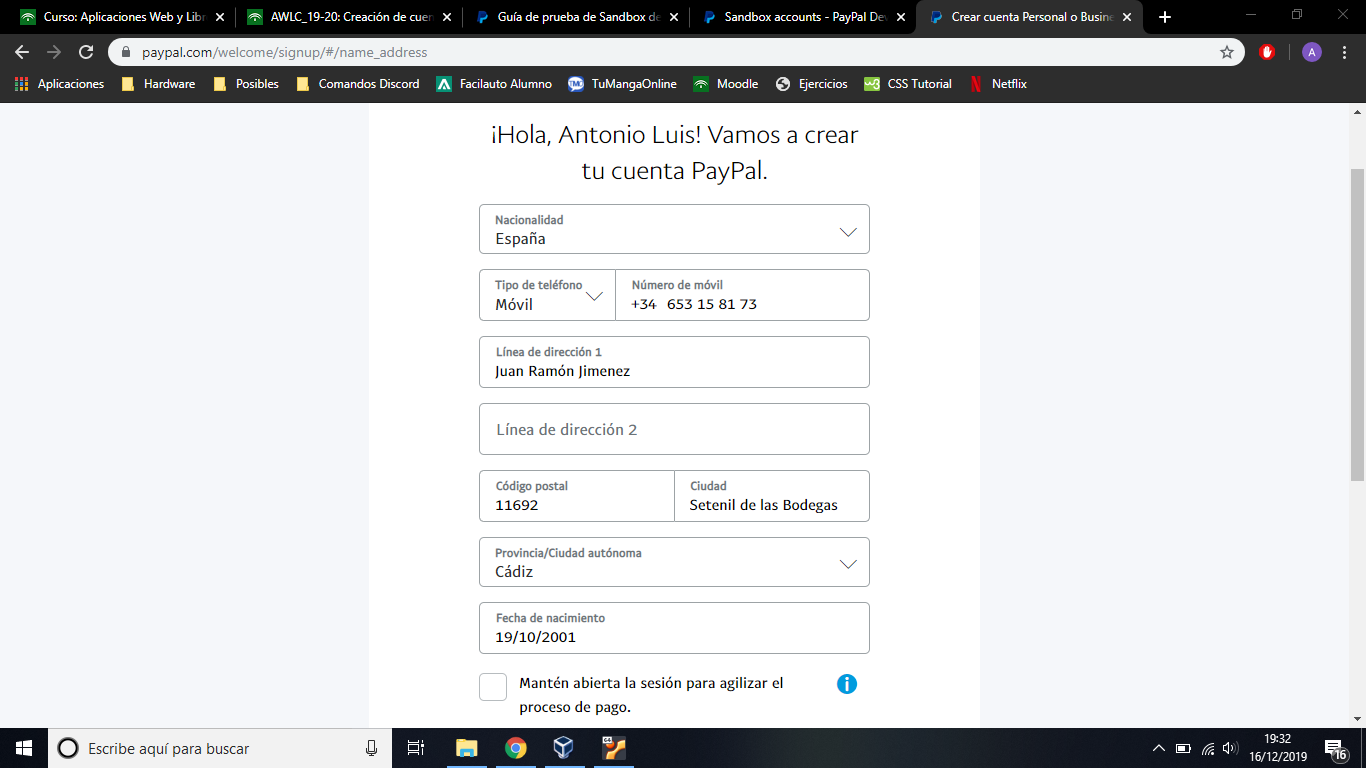 Curso: Aplicaciones Web y Libr
AWLC_19-20: Creación de cuen
Guía de prueba de Sandbox de
Sandbox accounts - PayPal Dev
Crear cuenta Personal o Busine
paypal.com/welcome/signup/#/name_address
A
Aplicaciones
Hardware
Posibles
Comandos Discord
Facilauto Alumno
TuMangaOnline
Moodle
Ejercicios
CSS Tutorial
Netflix
¡Hola, Antonio Luis! Vamos a crear
tu cuenta PayPal.
Nacionalidad
España
Tipo de teléfono
Móvil
Número de móvil
+34 653 15 81 73
Línea de dirección 1
Juan Ramón Jimenez
Línea de dirección 2
Código postal
11692
Ciudad
Setenil de las Bodegas
Provincia/Ciudad autónoma
Cádiz
Fecha de nacimiento
19/10/2001
Mantén abierta la sesión para agilizar el
proceso de pago.
Escribe aquí para buscar
64
19:32
16/12/2019
16